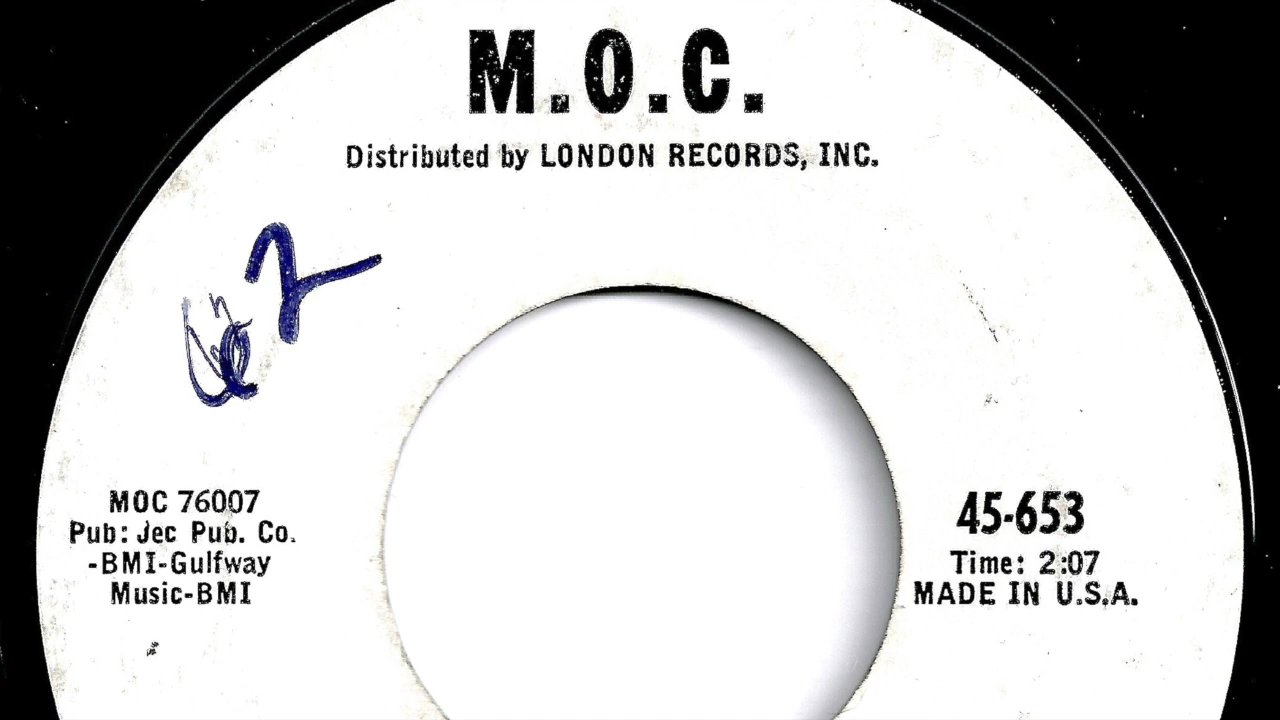 M.O.C.
Distributed by LONDON RECORDS, INC.
MOC 76007
Pub: Jec Pub. Co.
-BMI-Gulfway
Music-BMI
45-653
Time: 2:07
MADE IN U.S.A.